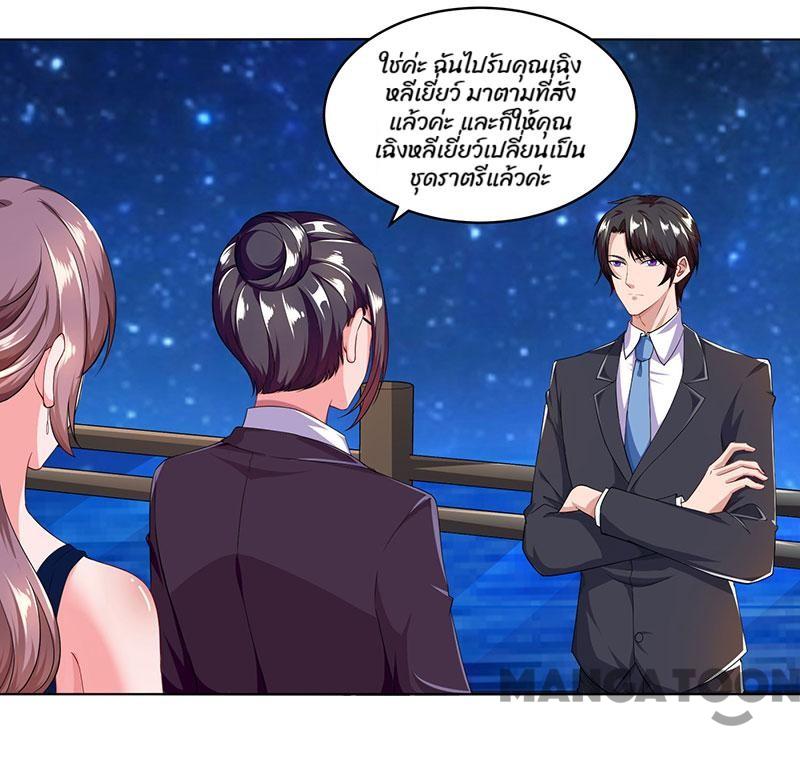 ใช่ค่ะ ฉันไปรับคุณเฉิง
หลีเยี่ยว์ มาตามที่สั่ง
แล้วค่ะ และก็ให้คุณ
เฉิงหลีเยี่ยว์เปลี่ยนเป็น
ชุดราตรีแล้วค่ะ
MANGATOON